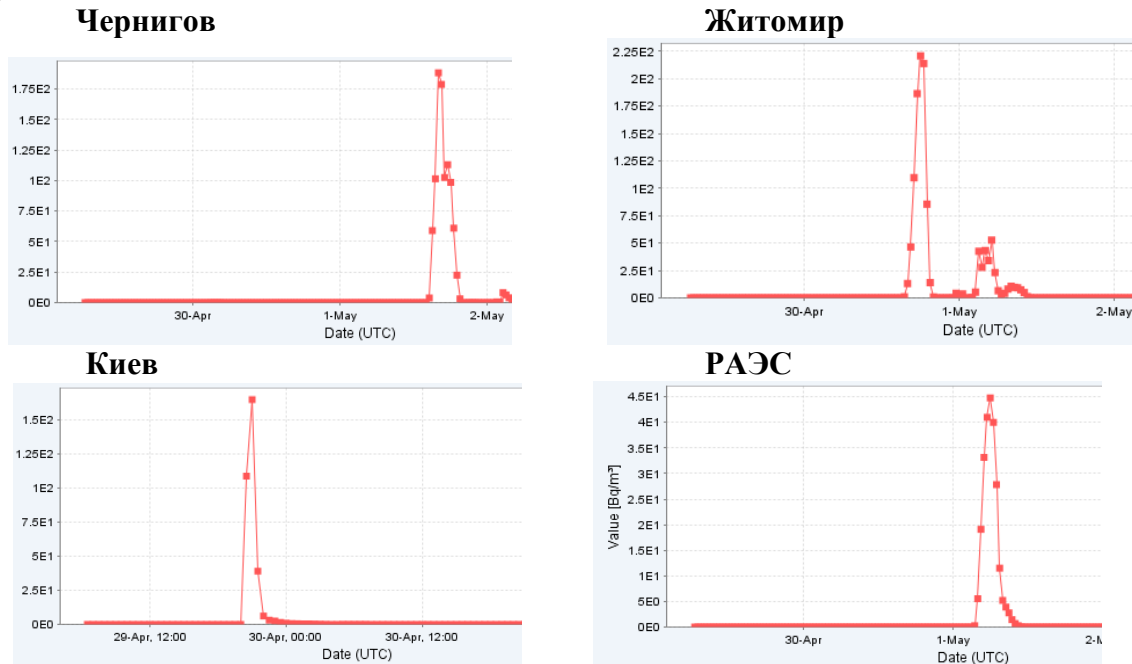 Чернигов
1.75E2
1.5E2
1.25E2
1E2
7.5E1
5E1
2.5E1
0E0
30-Apr 1-May 2-May
Date (UTC)
Житомир
2.25E2
2E2
1.75E2
1.5E2
1.25E2
1E2
7.5E1
5E1
2.5E1
0E0
30-Apr 1-May 2-May
Date (UTC)
Киев
1.5E2
1.25E2
1E2
7.5E1
5E1
2.5E1
0E0
29-Apr, 12:00 30-Apr, 00:00 30-Apr, 12:00
Date (UTC)
РАЭС
Value [Bq/m³]
4.5E1
4E1
3.5E1
3E1
2.5E1
2E1
1.5E1
1E1
5E0
0E0
30-Apr 1-May
Date (UTC)